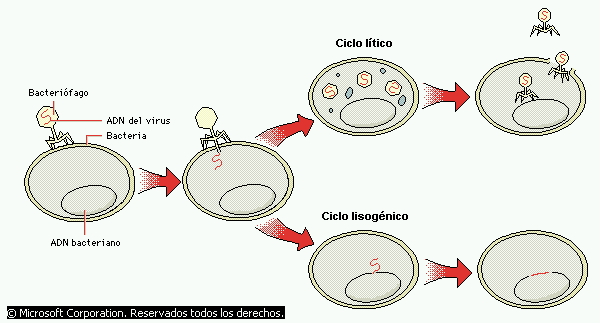 Ciclo lítico
Bacteriófago
ADN del virus
Bacteria
ADN bacteriano
Ciclo lisogénico
© Microsoft Corporation. Reservados todos los derechos.